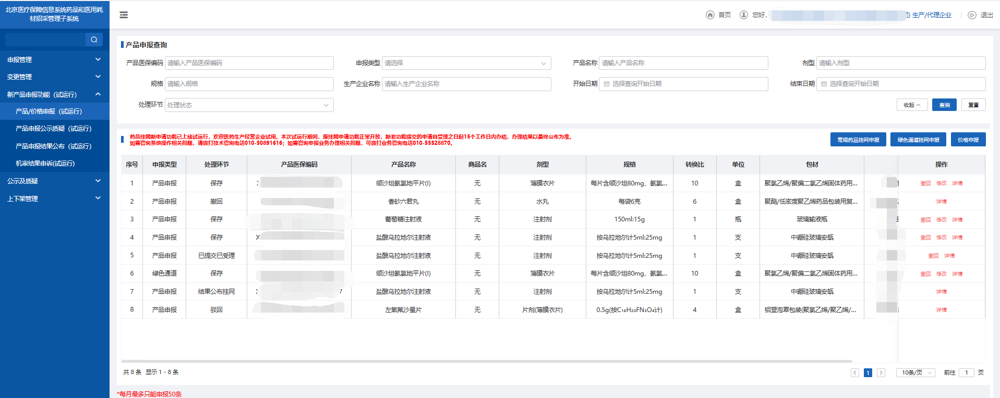 北京医疗保障信息系统药品和医用耗
材招采管理子系统
首页 您好, 司) 生产/代理企业 退出
申报管理
变更管理
新产品申报功能（试运行）
产品/价格申报（试运行）
产品申报公示质疑（试运行）
产品申报结果公布（试运行）
机审结果申诉(试运行)
公示及质疑
上下架管理
产品申报查询
产品医保编码 请输入产品医保编码 申报类型 请选择 产品名称 请输入产品名称 剂型 请输入剂型
规格 请输入规格 生产企业名称 请输入生产企业名称 开始日期 选择查询开始日期 结束日期 选择查询开始日期
处理环节 处理状态 收起 查询 重置
药品挂网新申请功能已上线试运行，欢迎医药生产经营企业试用。本次试运行期间，原挂网申请功能正常开放，新老功能提交的申请自受理之日起15个工作日内办结，办理结果以最终公布为准。
如需咨询系统操作相关问题，请拨打技术咨询电话010-50891616；如需咨询申报业务办理相关问题，可拨打业务咨询电话010-55528870。
常规药品挂网申报 绿色通道挂网申报 价格申报
序号 申报类型 处理环节 产品医保编码 产品名称 商品名 剂型 规格 转换比 单位 包材 操作
1 产品申报 保存 缬沙坦氨氯地平片(I) 无 薄膜衣片 每片含缬沙坦80mg、氨氯... 10 盒 聚氯乙烯/聚偏二氯乙烯固体药用... 撤回 修改 详情
2 产品申报 撤回 香砂六君丸 无 水丸 每袋6克 6 盒 聚酯/低密度聚乙烯药品包装用复... 详情
3 产品申报 保存 葡萄糖注射液 无 注射剂 150ml:15g 1 瓶 玻璃输液瓶 撤回 修改 详情
4 产品申报 保存 X 盐酸乌拉地尔注射液 无 注射剂 按乌拉地尔计5ml:25mg 1 支 中硼硅玻璃安瓿 撤回 修改 详情
5 产品申报 已提交已受理 盐酸乌拉地尔注射液 无 注射剂 按乌拉地尔计5ml:25mg 1 支 中硼硅玻璃安瓿 撤回 详情
6 绿色通道 保存 缬沙坦氨氯地平片(I) 无 薄膜衣片 每片含缬沙坦80mg、氨氯... 10 盒 聚氯乙烯/聚偏二氯乙烯固体药用... 撤回 修改 详情
7 产品申报 结果公布挂网 7 盐酸乌拉地尔注射液 无 注射剂 按乌拉地尔计5ml:25mg 1 支 中硼硅玻璃安瓿 详情
8 产品申报 驳回 左氧氟沙星片 无 片剂(薄膜衣片) 0.5g(按C₁₈H₂₀FN₃O₄计) 4 盒 铝塑泡罩包装(聚氯乙烯/聚乙烯/... 详情
共 8 条 显示 1 - 8 条 1 10条/页 前往 1 页
*每月最多只能申报50条